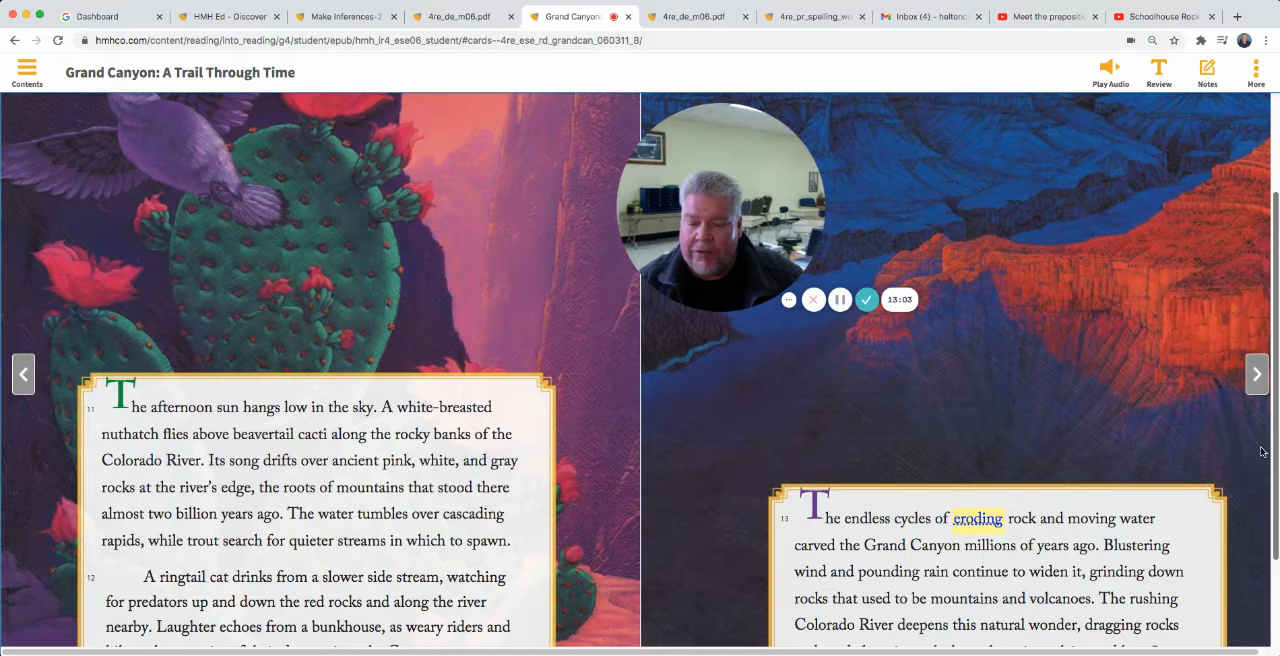 Dashboard
HMH Ed - Discover
Make Inferences-2
4re_de_m06.pdf
Grand Canyon:
4re_de_m06.pdf
4re_pr_spelling_wo
Inbox (4) - heltonc
Meet the prepositi
Schoolhouse Rock
hmhco.com/content/reading/into_reading/g4/student/epub/hmh_ir4_ese06_student/#cards--4re_ese_rd_grandcan_060311_8/
Contents
Grand Canyon: A Trail Through Time
Play Audio
Review
Notes
More
13:03
11
The afternoon sun hangs low in the sky. A white-breasted
nuthatch flies above beavertail cacti along the rocky banks of the
Colorado River. Its song drifts over ancient pink, white, and gray
rocks at the river's edge, the roots of mountains that stood there
almost two billion years ago. The water tumbles over cascading
rapids, while trout search for quieter streams in which to spawn.
12
A ringtail cat drinks from a slower side stream, watching
for predators up and down the red rocks and along the river
nearby. Laughter echoes from a bunkhouse, as weary riders and
13
The endless cycles of eroding rock and moving water
carved the Grand Canyon millions of years ago. Blustering
wind and pounding rain continue to widen it, grinding down
rocks that used to be mountains and volcanoes. The rushing
Colorado River deepens this natural wonder, dragging rocks